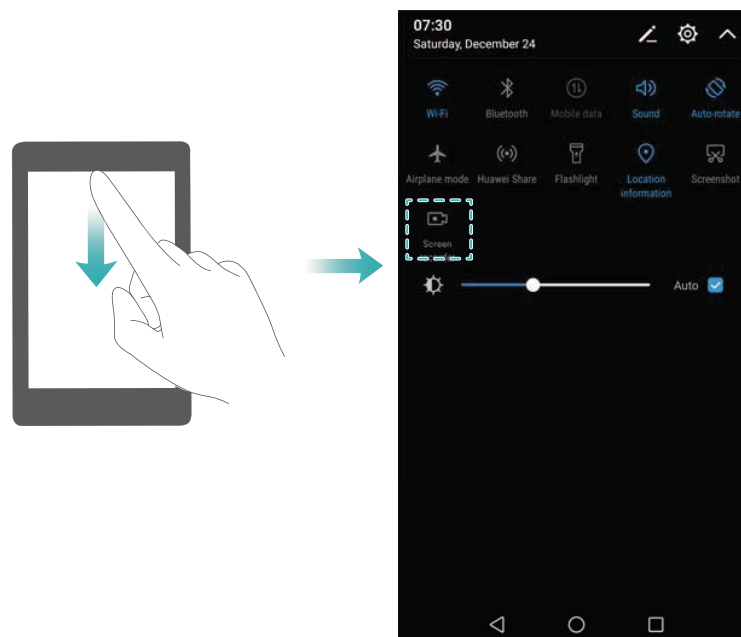 07:30
Saturday, December 24
Wi-Fi
Bluetooth
Mobile data
Sound
Auto-rotate
Airplane mode
Huawei Share
Flashlight
Location
information
Screenshot
Screen
Auto